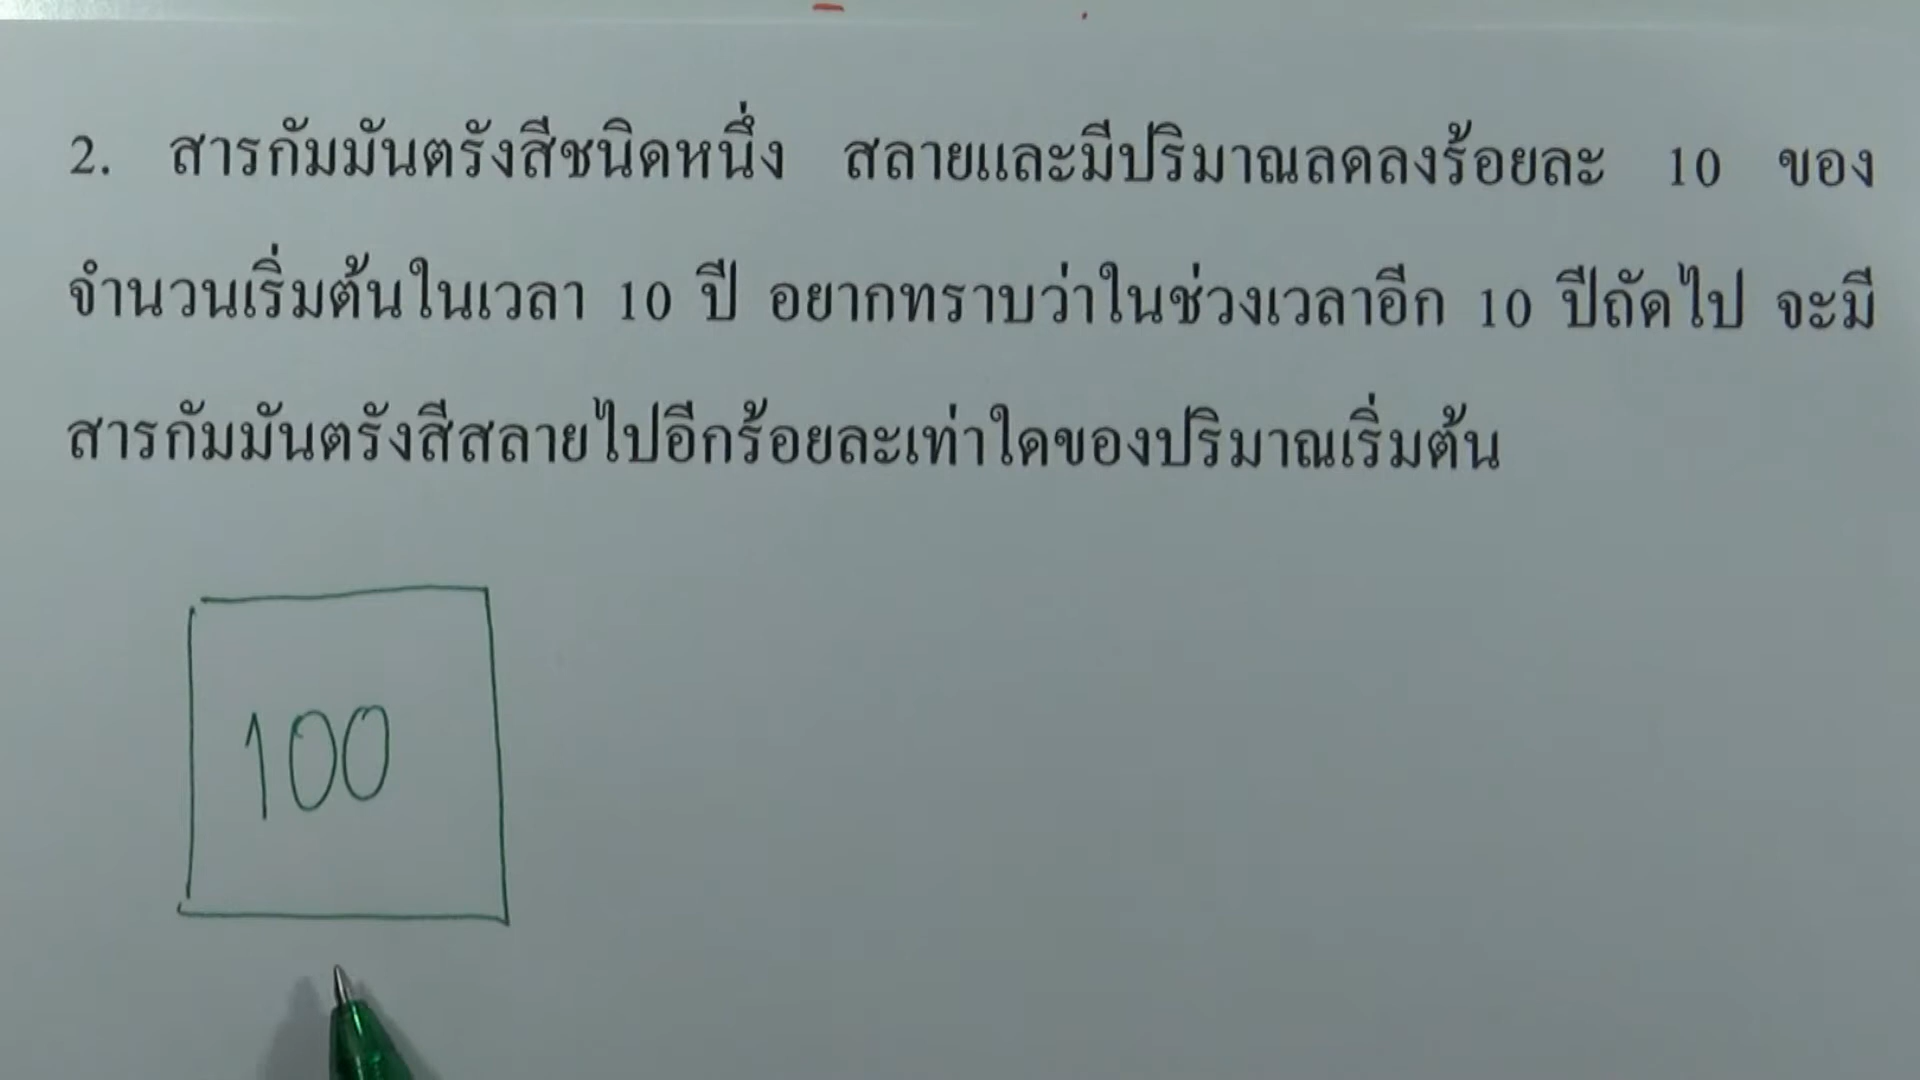 2. สารกัมมันตรังสีชนิดหนึ่ง สลายและมีปริมาณลดลงร้อยละ 10 ของ
จำนวนเริ่มต้นในเวลา 10 ปี อยากทราบว่าในช่วงเวลาอีก 10 ปีถัดไป จะมี
สารกัมมันตรังสีสลายไปอีกร้อยละเท่าใดของปริมาณเริ่มต้น
100